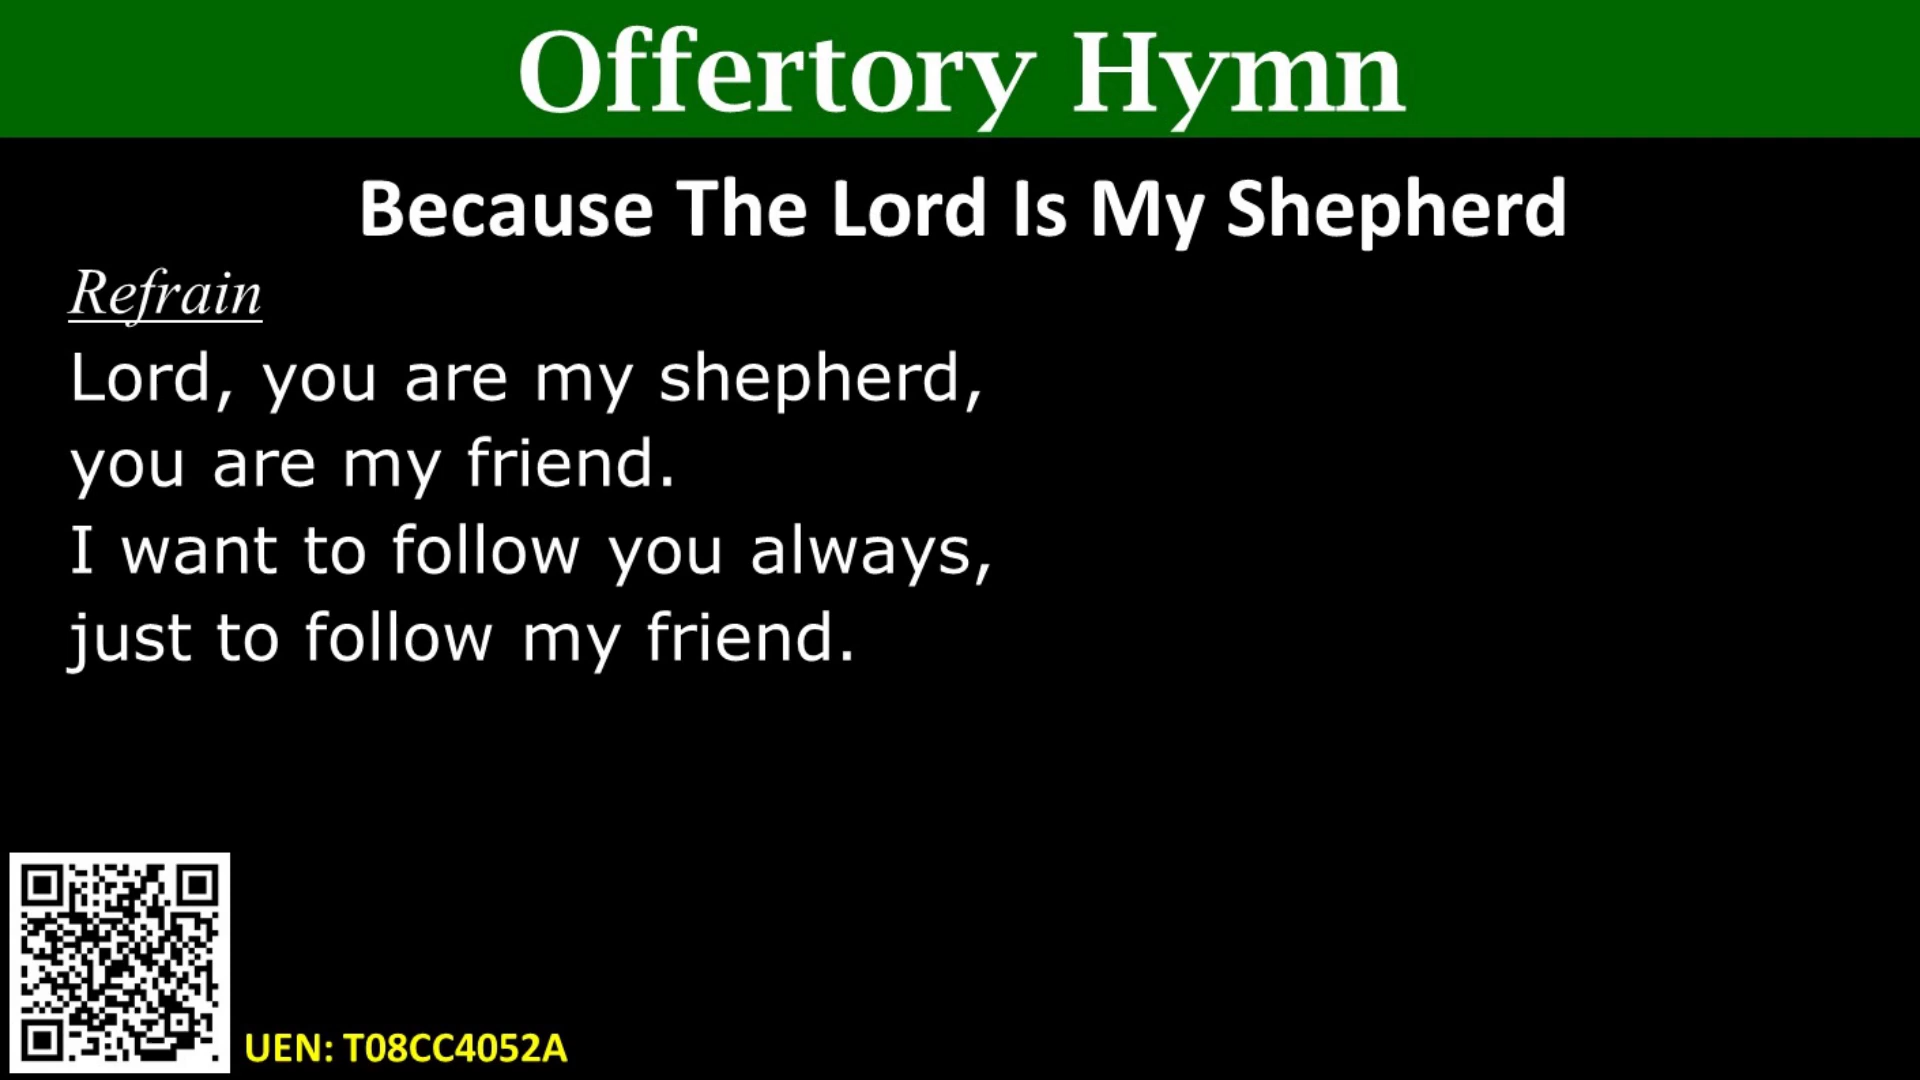 Offertory Hymn
Because The Lord Is My Shepherd
Refrain
Lord, you are my shepherd,
you are my friend.
I want to follow you always,
just to follow my friend.
UEN: T08CC4052A